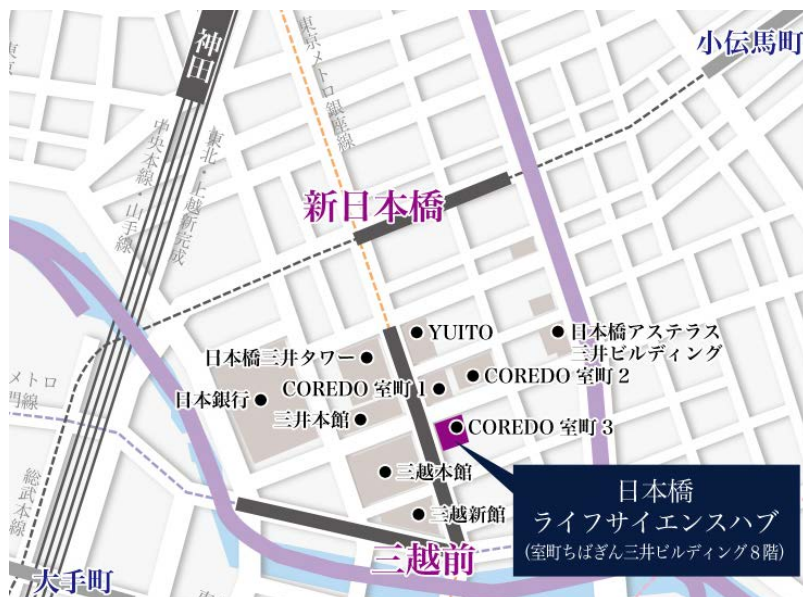 小伝馬町
神田
東京
東京メトロ銀座線
東北・上越新完成
中央本線・山手線
新日本橋
YUITO
日本橋アステラス
三井ビルディング
日本橋三井タワー
COREDO 室町 2
COREDO 室町 1
日本銀行
三井本館
COREDO 室町 3
メトロ
門線
総武本線
三越本館
三越新館
三越前
大手町
日本橋
ライフサイエンスハブ
(室町ちばぎん三井ビルディング8階)